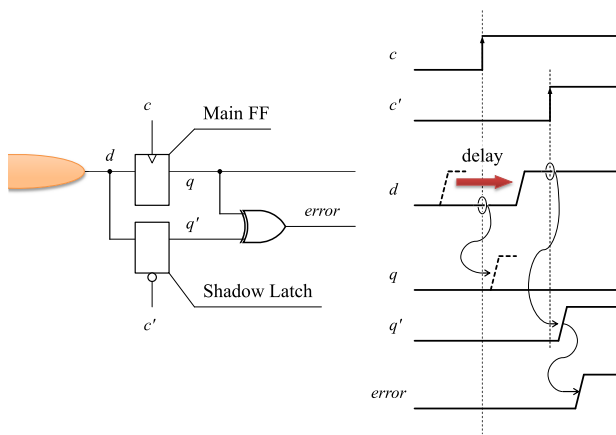 c
Main FF
d
q
q'
error
Shadow Latch
c'
c
c'
delay
d
q
q'
error